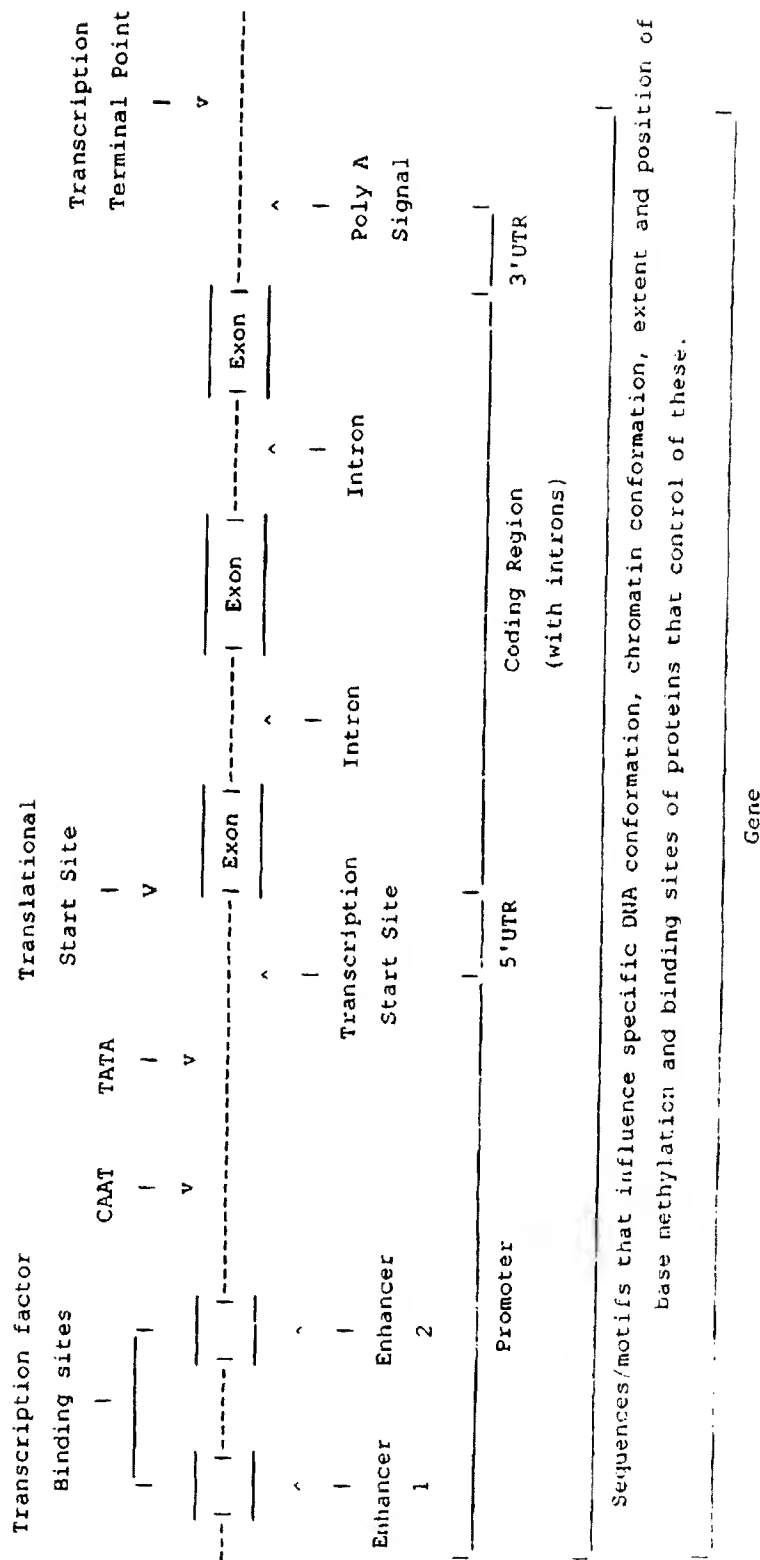 Transcription factor
Binding sites
CAAT
TATA
Translational
Start Site
Transcription
Terminal Point
Exon
Exon
Exon
Enhancer
1
Enhancer
2
Transcription
Start Site
Intron
Intron
Poly A
Signal
Promoter
5'UTR
Coding Region
(with introns)
3'UTR
Sequences/motifs that influence specific DNA conformation, chromatin conformation, extent and position of
base methylation and binding sites of proteins that control of these.
Gene